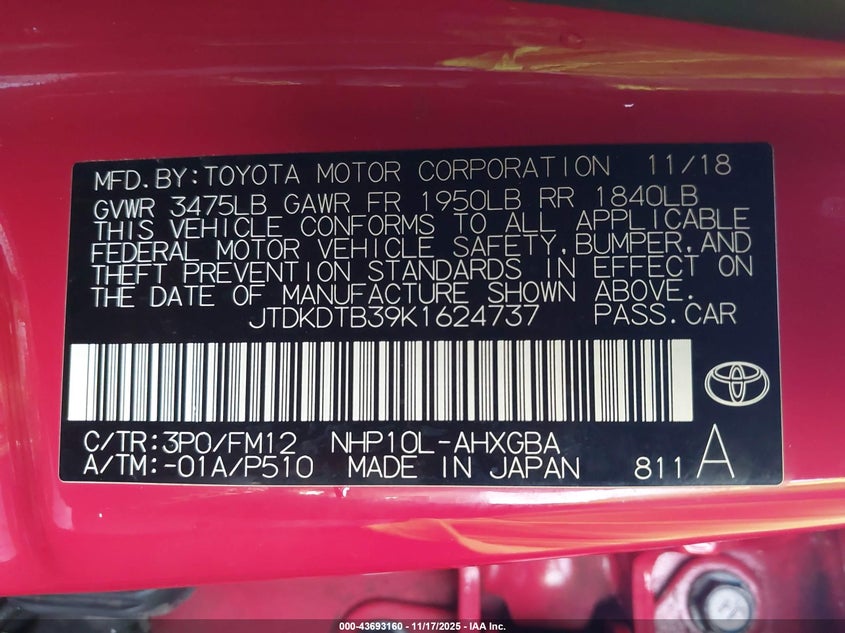 MFD.BY:TOYOTA MOTOR CORPORATION 11/18
GVWR 3475LB GAWR FR 1950LB RR 1840LB
THIS VEHICLE CONFORMS TO ALL APPLICABLE
FEDERAL MOTOR VEHICLE SAFETY,BUMPER,AND
THEFT PREVENTION STANDARDS IN EFFECT ON
THE DATE OF MANUFACTURE SHOWN ABOVE.
JTDKDTB39K1624737 PASS.CAR
C/TR:3P0/FM12 NHP10L-AHXGBA
A/TM:-01A/P510 MADE IN JAPAN 811 A
000-43693160 - 11/17/2025 - IAA Inc.